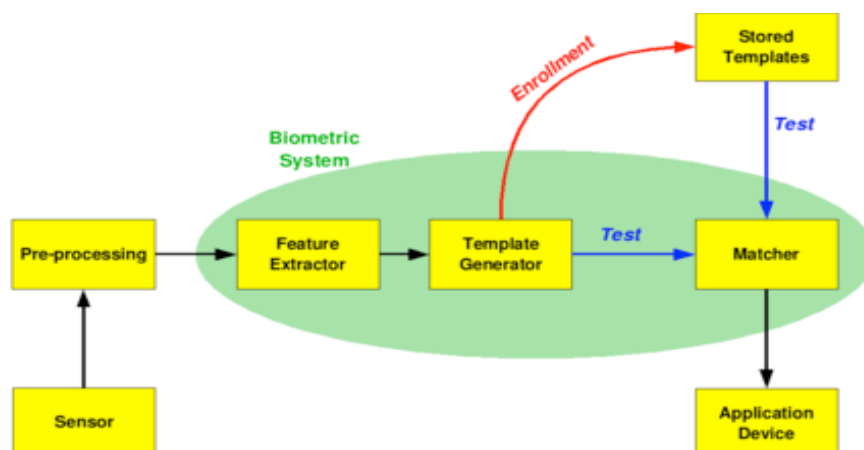 Stored
Templates
Enrollment
Test
Biometric
System
Pre-processing
Feature
Extractor
Template
Generator
Test
Matcher
Sensor
Application
Device